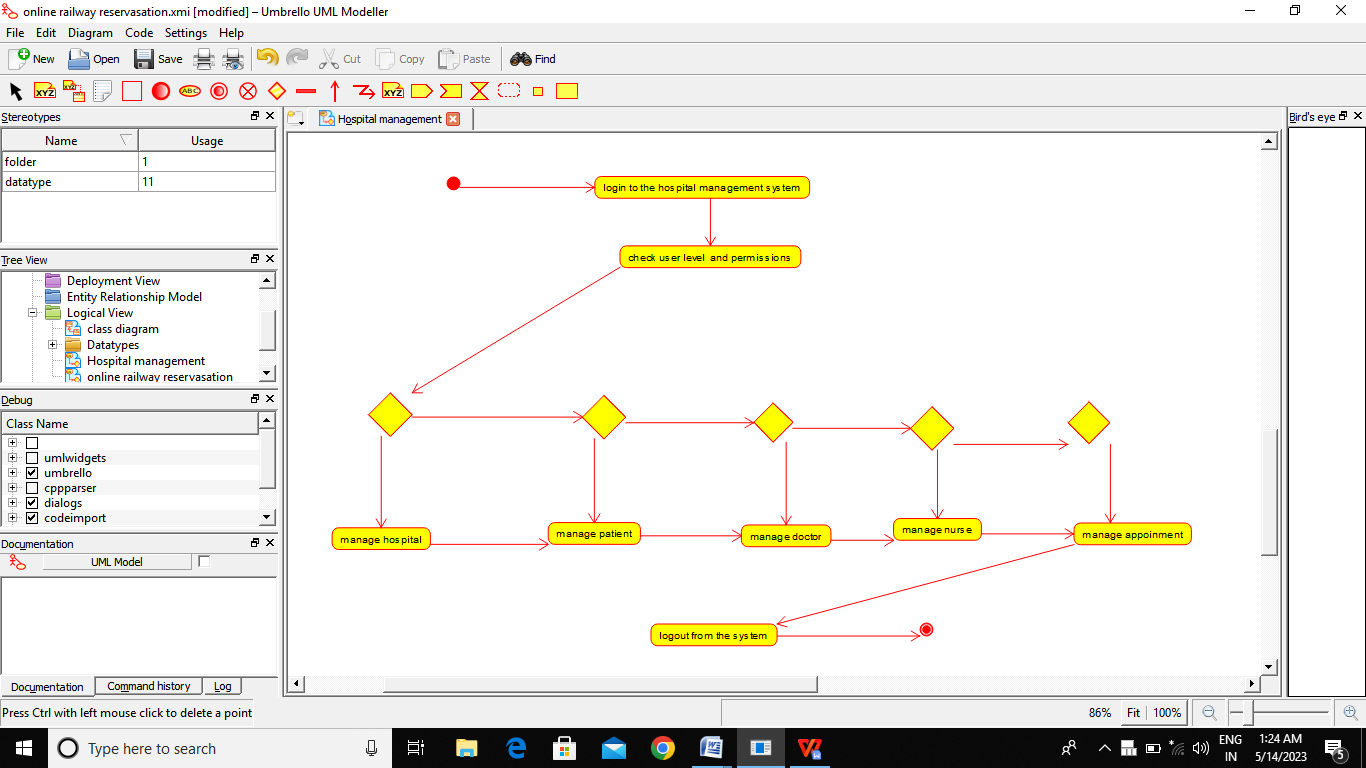 online railway reservasation.xmi [modified] – Umbrello UML Modeller
File Edit Diagram Code Settings Help
New Open Save Cut Copy Paste Find
XYZ XYZ ABC XYZ
Stereotypes
Name Usage
folder 1
datatype 11
Tree View
Deployment View
Entity Relationship Model
Logical View
class diagram
Datatypes
Hospital management
online railway reservasation
Debug
Class Name
umlwidgets
umbrello
cppparser
dialogs
codeimport
Documentation
UML Model
Documentation Command history Log
Hospital management
login to the hospital management system
check user level and permissions
manage hospital
manage patient
manage doctor
manage nurse
manage appoinment
logout from the system
Bird's eye
Press Ctrl with left mouse click to delete a point
86% Fit 100%
Type here to search
W
ENG
IN
1:24 AM
5/14/2023
5